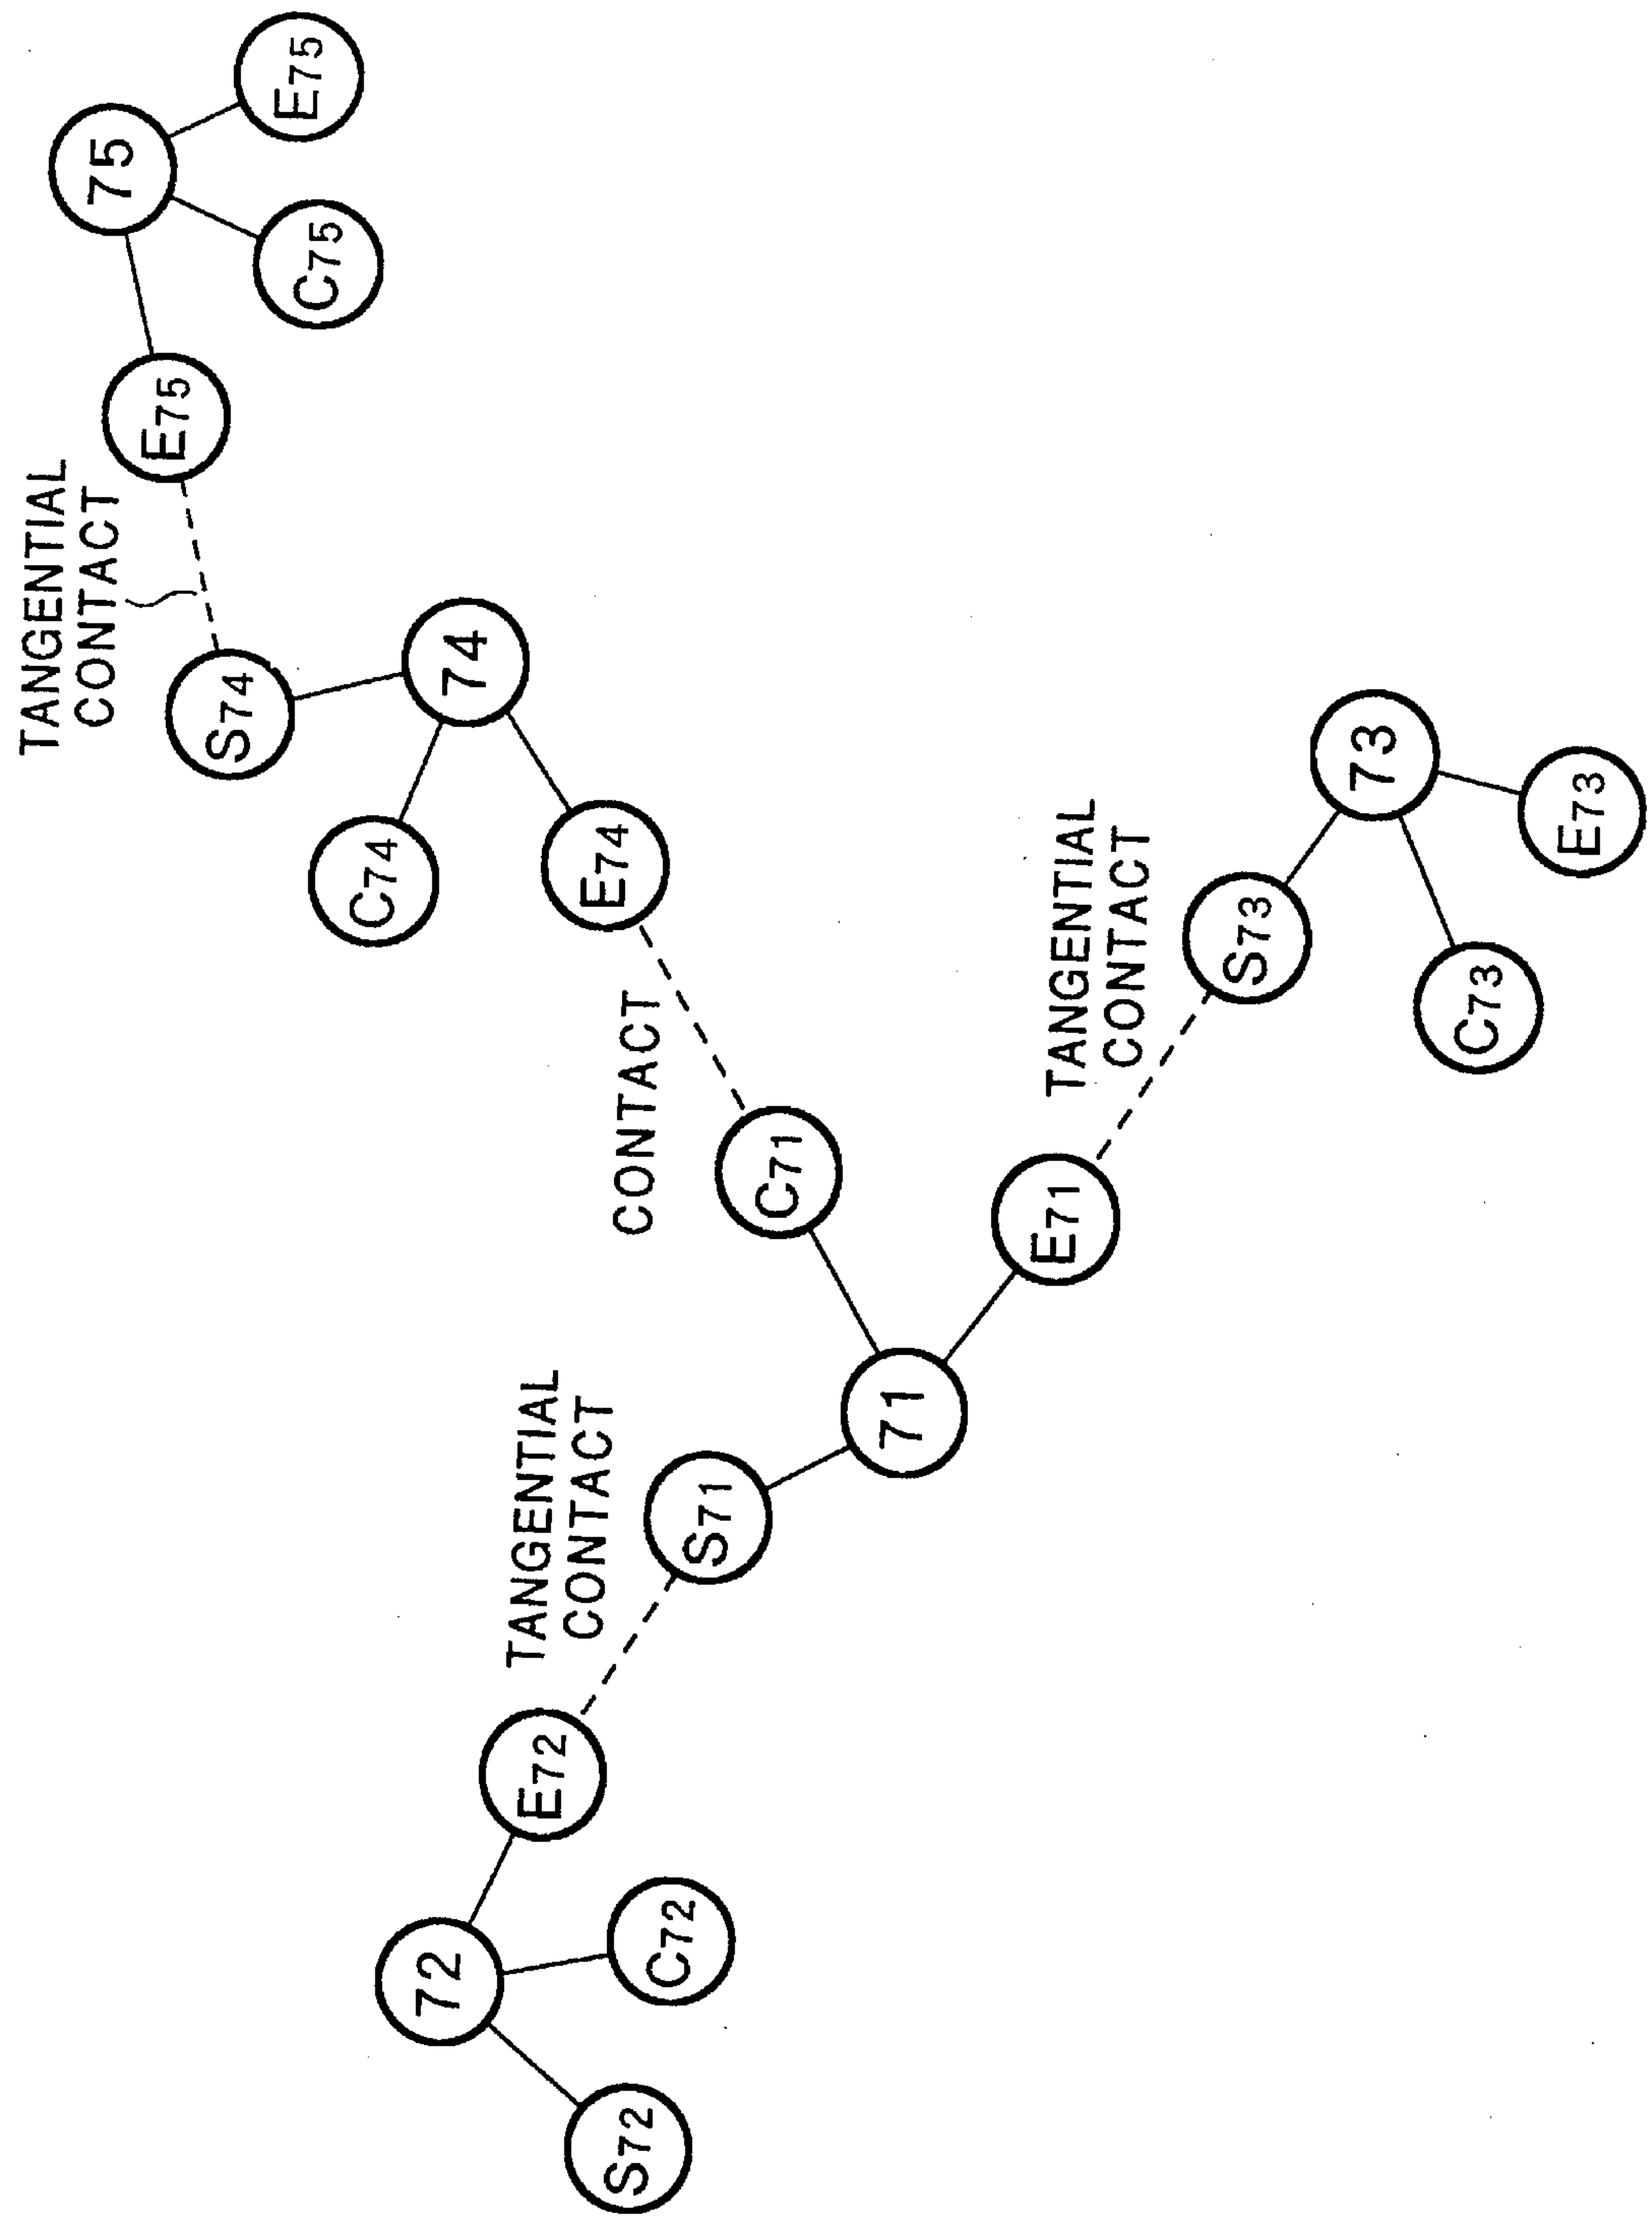 TANGENTIAL
CONTACT
75
E75
S74
E75
C75
C74
72
74
TANGENTIAL
CONTACT
E72
E74
S72
CONTACT
C72
S71
C71
71
E71
TANGENTIAL
CONTACT
S73
73
C73
E73